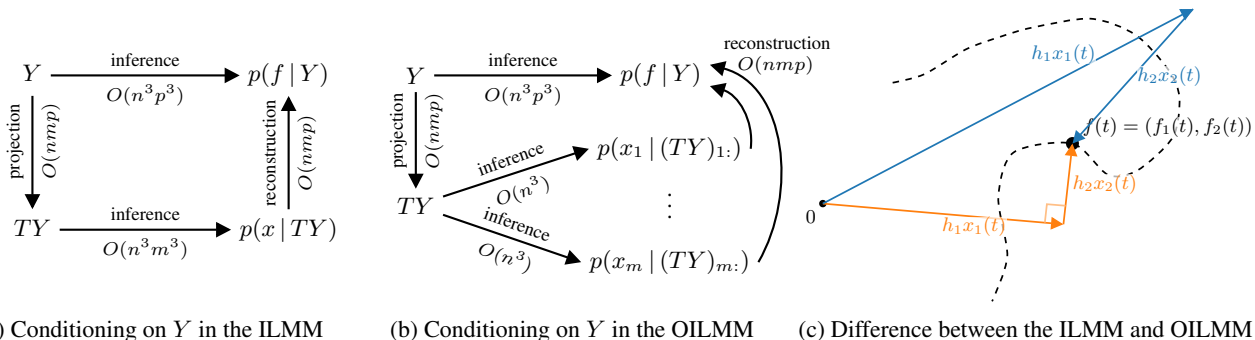 inference
Y
p(f | Y)
O(n³p³)
projection
O(nmp)
reconstruction
O(nmp)
inference
TY
p(x | TY)
O(n³m³)
) Conditioning on Y in the ILMM
reconstruction
O(nmp)
inference
Y
p(f | Y)
O(n³p³)
projection
O(nmp)
p(x₁ | (TY)₁:)
inference
O(n³)
TY
⋮
inference
O(n³)
p(xₘ | (TY)ₘ:)
(b) Conditioning on Y in the OILMM
h₁x₁(t)
h₂x₂(t)
f(t) = (f₁(t), f₂(t))
h₂x₂(t)
0
h₁x₁(t)
(c) Difference between the ILMM and OILMM